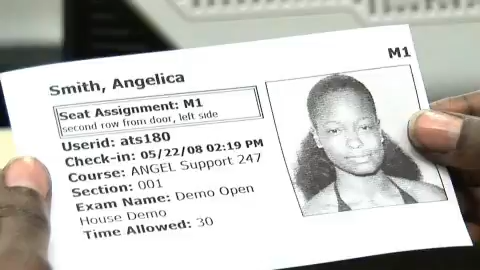 M1
Smith, Angelica
Seat Assignment: M1
second row from door, left side
Userid: ats180
Check-in: 05/22/08 02:19 PM
Course: ANGEL Support 247
Section: 001
Exam Name: Demo Open
House Demo
Time Allowed: 30